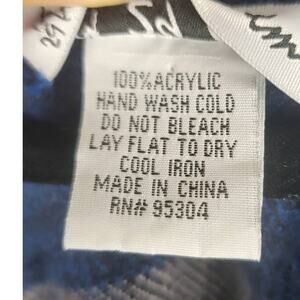 100% ACRYLIC
HAND WASH COLD
DO NOT BLEACH
LAY FLAT TO DRY
COOL IRON
MADE IN CHINA
RN# 95304